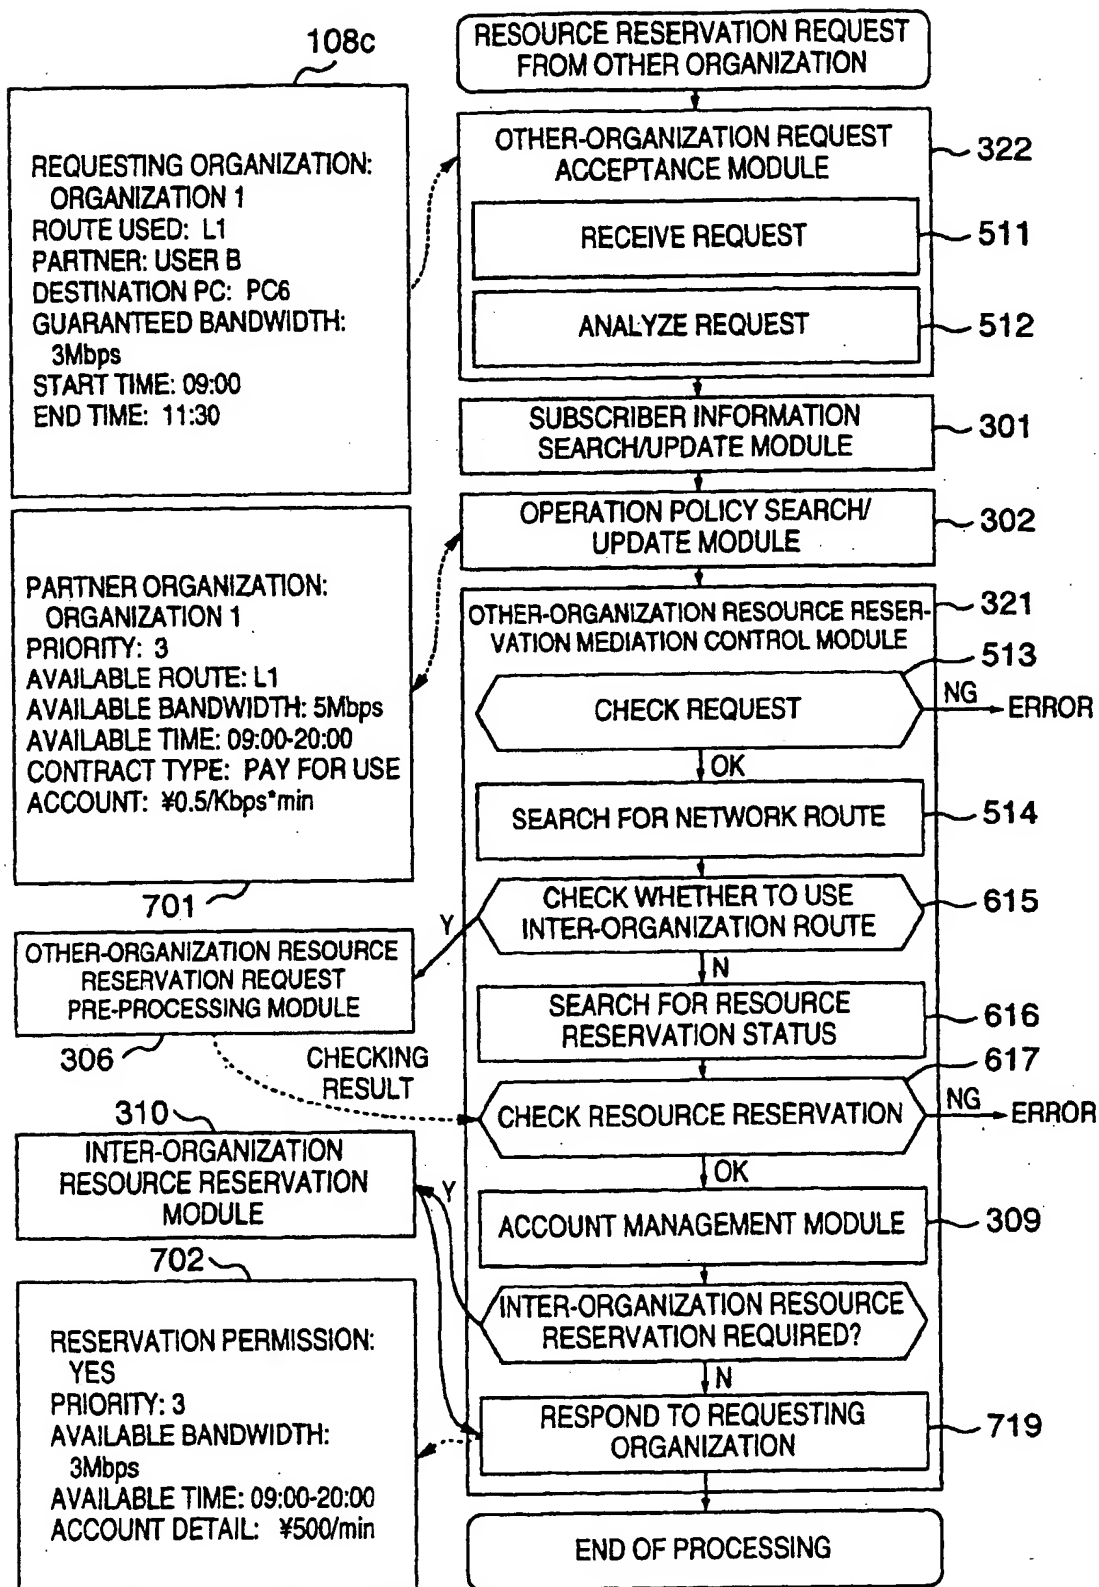 108c
REQUESTING ORGANIZATION:
ORGANIZATION 1
ROUTE USED: L1
PARTNER: USER B
DESTINATION PC: PC6
GUARANTEED BANDWIDTH:
3Mbps
START TIME: 09:00
END TIME: 11:30
PARTNER ORGANIZATION:
ORGANIZATION 1
PRIORITY: 3
AVAILABLE ROUTE: L1
AVAILABLE BANDWIDTH: 5Mbps
AVAILABLE TIME: 09:00-20:00
CONTRACT TYPE: PAY FOR USE
ACCOUNT: ¥0.5/Kbps*min
701
OTHER-ORGANIZATION RESOURCE
RESERVATION REQUEST
PRE-PROCESSING MODULE
306
CHECKING
RESULT
310
INTER-ORGANIZATION
RESOURCE RESERVATION
MODULE
702
RESERVATION PERMISSION:
YES
PRIORITY: 3
AVAILABLE BANDWIDTH:
3Mbps
AVAILABLE TIME: 09:00-20:00
ACCOUNT DETAIL: ¥500/min
RESOURCE RESERVATION REQUEST
FROM OTHER ORGANIZATION
OTHER-ORGANIZATION REQUEST
ACCEPTANCE MODULE
322
RECEIVE REQUEST
511
ANALYZE REQUEST
512
SUBSCRIBER INFORMATION
SEARCH/UPDATE MODULE
301
OPERATION POLICY SEARCH/
UPDATE MODULE
302
OTHER-ORGANIZATION RESOURCE RESER-
VATION MEDIATION CONTROL MODULE
321
513
CHECK REQUEST
NG
ERROR
OK
SEARCH FOR NETWORK ROUTE
514
CHECK WHETHER TO USE
INTER-ORGANIZATION ROUTE
615
Y
N
SEARCH FOR RESOURCE
RESERVATION STATUS
616
617
CHECK RESOURCE RESERVATION
NG
ERROR
OK
ACCOUNT MANAGEMENT MODULE
309
INTER-ORGANIZATION RESOURCE
RESERVATION REQUIRED?
Y
N
RESPOND TO REQUESTING
ORGANIZATION
719
END OF PROCESSING